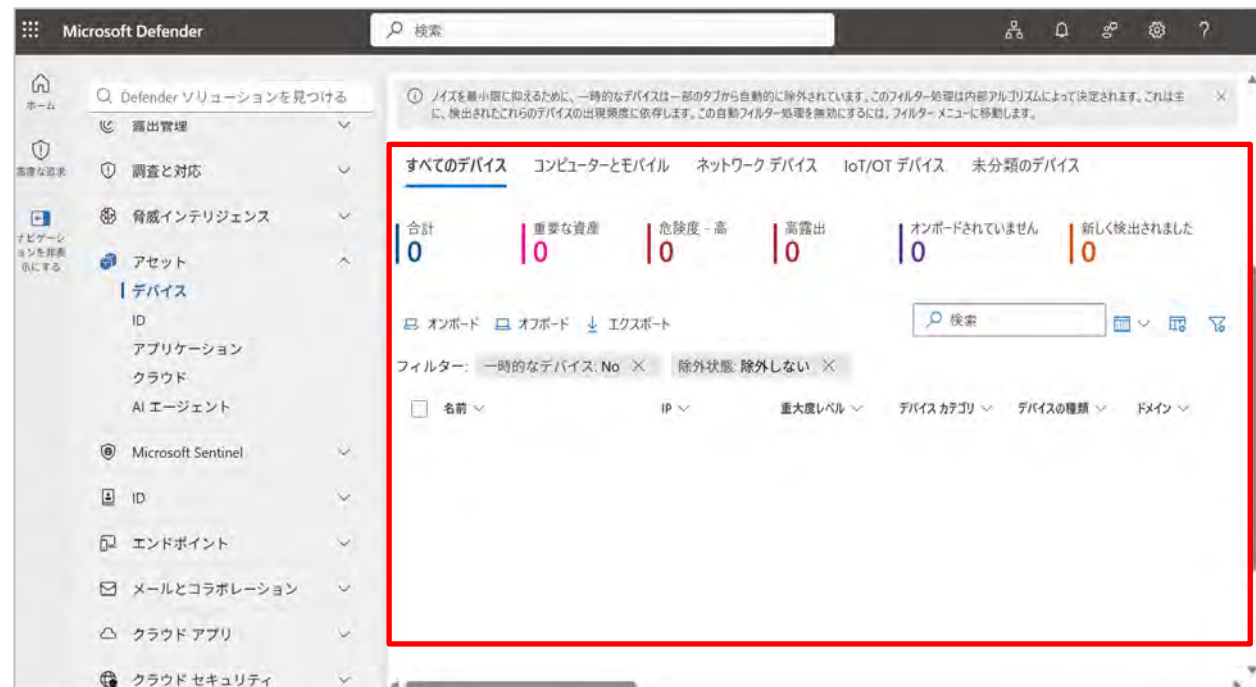 Microsoft Defender
検索
ホーム
高度な追求
ナビゲーシ
ョンを非表
示にする
Defender ソリューションを見つける
露出管理
調査と対応
脅威インテリジェンス
アセット
デバイス
ID
アプリケーション
クラウド
AI エージェント
Microsoft Sentinel
ID
エンドポイント
メールとコラボレーション
クラウド アプリ
クラウド セキュリティ
ノイズを最小限に抑えるために、一時的なデバイスは一部のタブから自動的に除外されています。このフィルター処理は内部アルゴリズムによって決定されます。これは主
に、検出されたこれらのデバイスの出現頻度に依存します。この自動フィルター処理を無効にするには、フィルター メニューに移動します。
すべてのデバイス コンピューターとモバイル ネットワーク デバイス IoT/OT デバイス 未分類のデバイス
合計 重要な資産 危険度 - 高 高露出 オンボードされていません 新しく検出されました
0 0 0 0 0 0
オンボード オフボード エクスポート 検索
フィルター: 一時的なデバイス: No 除外状態: 除外しない
名前 IP 重大度レベル デバイス カテゴリ デバイスの種類 ドメイン